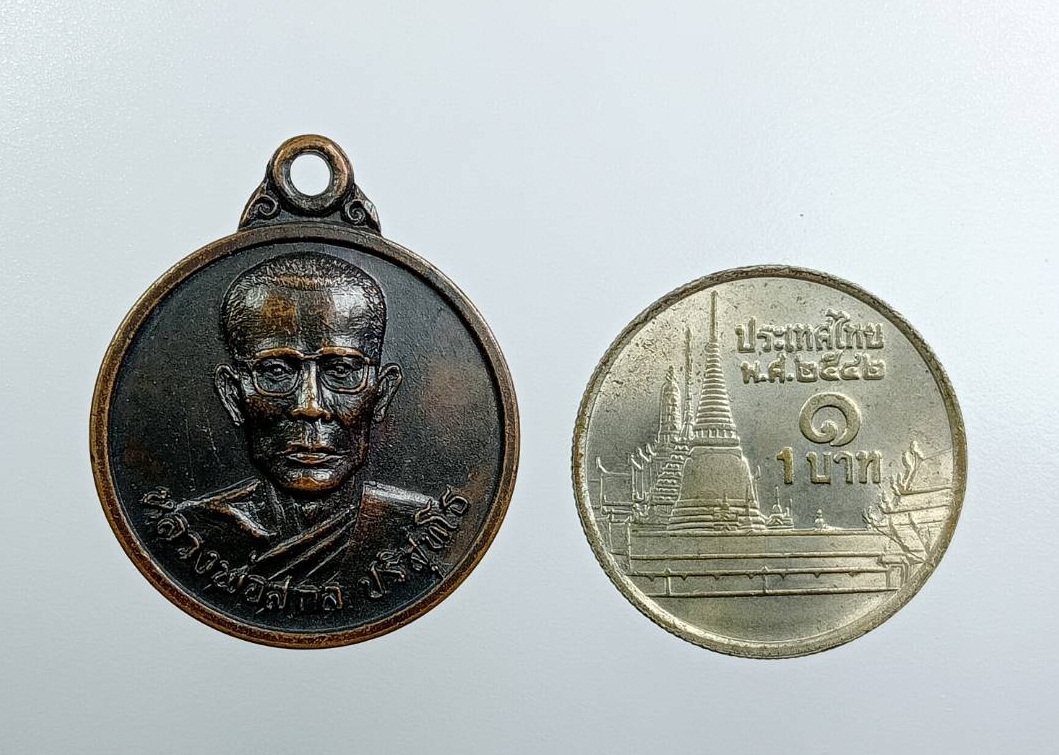 หลวงพ่อสกล ปริสุทฺโธ
ประเทศไทย
พ.ศ.๒๕๔๒
๑
1 บาท